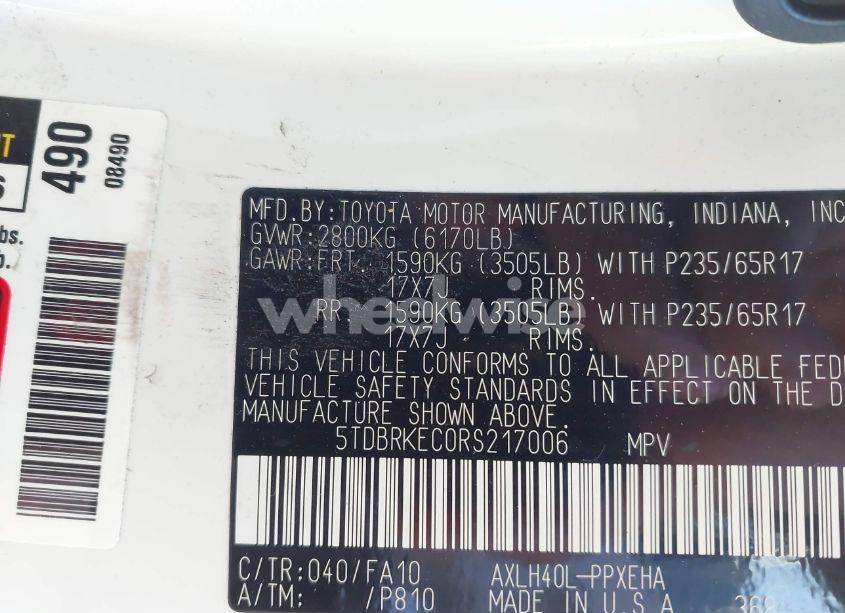 T
490
08490
lbs.
b.
MFD.BY:TOYOTA MOTOR MANUFACTURING, INDIANA, INC
GVWR:2800KG (6170LB)
GAWR:FRT. 1590KG (3505LB) WITH P235/65R17
17X7J RIMS.
RR. 1590KG (3505LB) WITH P235/65R17
17X7J RIMS.
wheelwise
THIS VEHICLE CONFORMS TO ALL APPLICABLE FEDE
VEHICLE SAFETY STANDARDS IN EFFECT ON THE D
MANUFACTURE SHOWN ABOVE.
5TDBRKEC0RS217006 MPV
C/TR:040/FA10 AXLH40L-PPXEHA
A/TM: /P810 MADE IN U.S.A